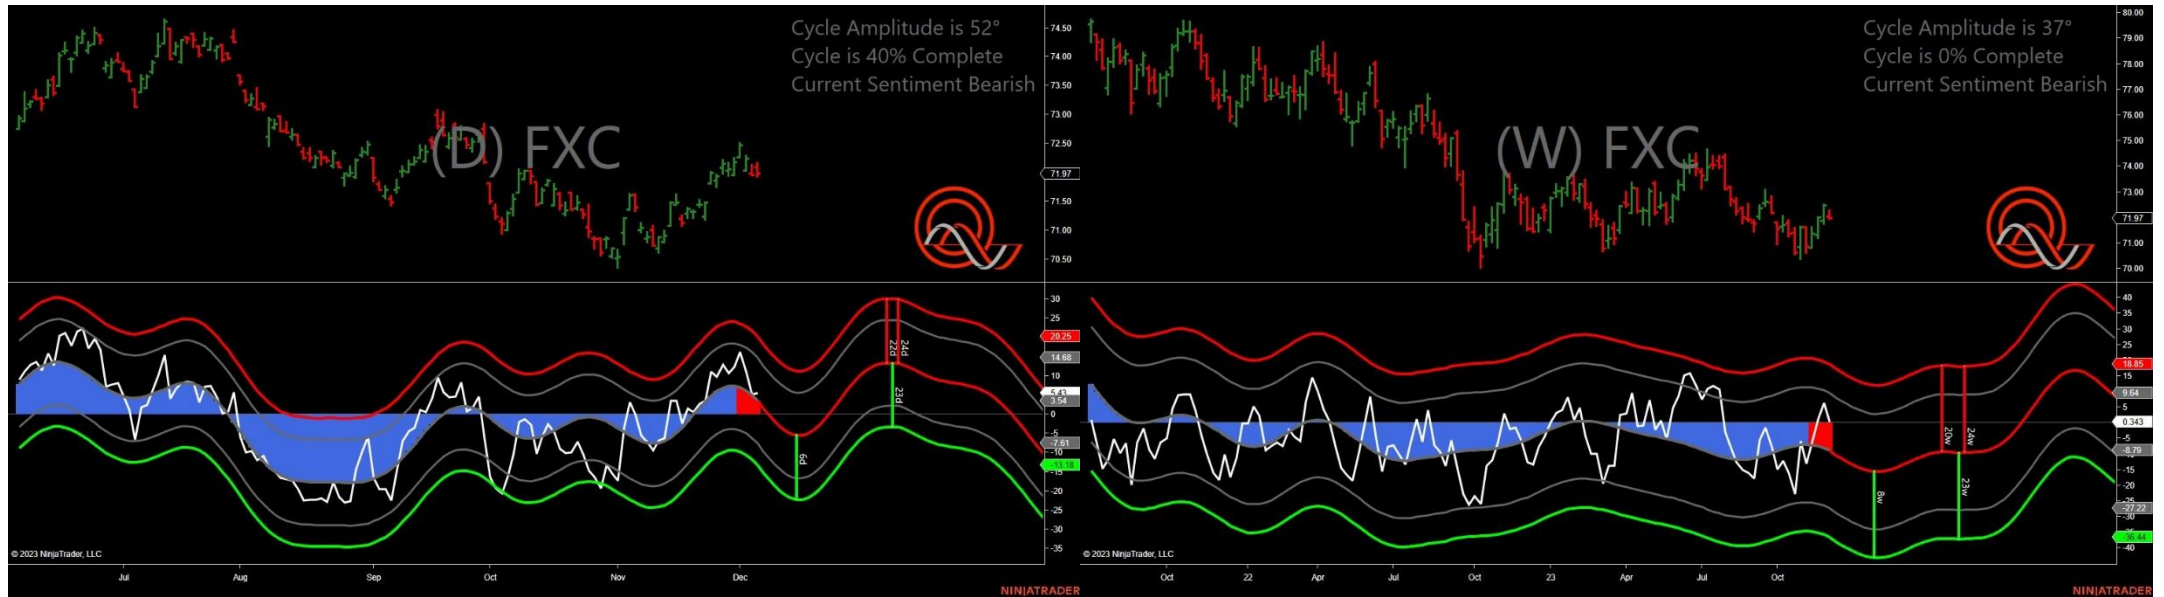 Cycle Amplitude is 52°
Cycle is 40% Complete
Current Sentiment Bearish
(D) FXC
74.50
74.00
73.50
73.00
72.50
71.97
71.50
71.00
70.50
30
25
20.25
14.68
10
5.43
3.54
0
-5
-7.61
-10
-13.18
-15
-20
-25
-30
-35
6d
22d
24d
23d
© 2023 NinjaTrader, LLC
Jul Aug Sep Oct Nov Dec
NINJATRADER
Cycle Amplitude is 37°
Cycle is 0% Complete
Current Sentiment Bearish
(W) FXC
80.00
79.00
78.00
77.00
76.00
75.00
74.00
73.00
71.97
71.00
70.00
40
35
30
25
18.85
15
9.64
5
0.343
-5
-8.79
-15
-20
-25
-27.22
-30
-36.44
-40
8w
20w
24w
23w
© 2023 NinjaTrader, LLC
Oct 22 Apr Jul Oct 23 Apr Jul Oct
NINJATRADER